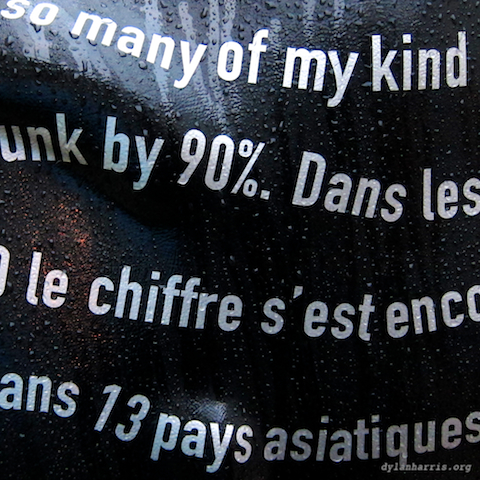 so many of my kind
unk by 90%. Dans les
0 le chiffre s'est enco
ans 13 pays asiatiques
dylanharris.org